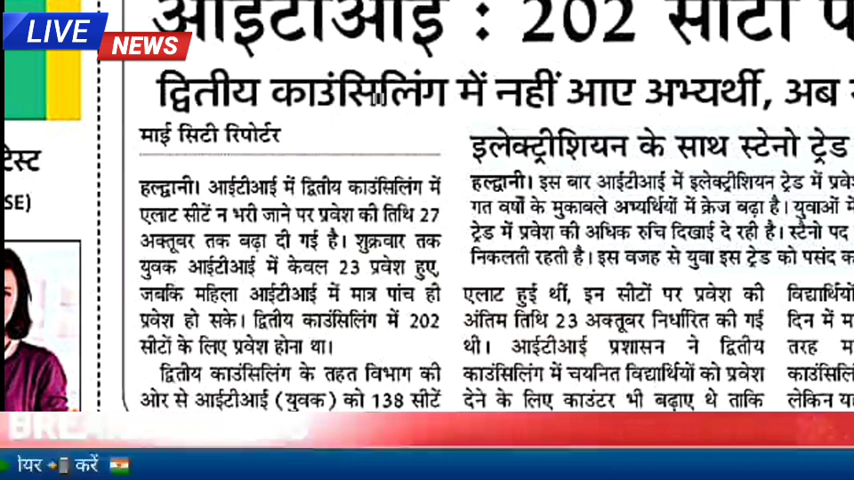 LIVE
NEWS
आईटीआई : 202 सीटों
द्वितीय काउंसिलिंग में नहीं आए अभ्यर्थी, अब
माई सिटी रिपोर्टर
हल्द्वानी। आईटीआई में द्वितीय काउंसिलिंग में
एलाट सीटें न भरी जाने पर प्रवेश की तिथि 27
अक्तूबर तक बढ़ा दी गई है। शुक्रवार तक
युवक आईटीआई में केवल 23 प्रवेश हुए,
जबकि महिला आईटीआई में मात्र पांच ही
प्रवेश हो सके। द्वितीय काउंसिलिंग में 202
सीटों के लिए प्रवेश होना था।
द्वितीय काउंसिलिंग के तहत विभाग की
ओर से आईटीआई (युवक) को 138 सीटें
इलेक्ट्रीशियन के साथ स्टेनो ट्रेड
हल्द्वानी। इस बार आईटीआई में इलेक्ट्रीशियन ट्रेड में
गत वर्षों के मुकाबले अभ्यर्थियों में क्रेज बढ़ा है। युवाओं में
ट्रेड में प्रवेश की अधिक रुचि दिखाई दे रही है। स्टेनो पद
निकलती रहती है। इस वजह से युवा इस ट्रेड को पसंद
एलाट हुई थीं, इन सीटों पर प्रवेश की
अंतिम तिथि 23 अक्तूबर निर्धारित की गई
थी। आईटीआई प्रशासन ने द्वितीय
काउंसिलिंग में चयनित विद्यार्थियों को प्रवेश
देने के लिए काउंटर भी बढ़ाए थे ताकि
विद्यार्थियों
दिन में
तरह
लेकिन
SE)
करें